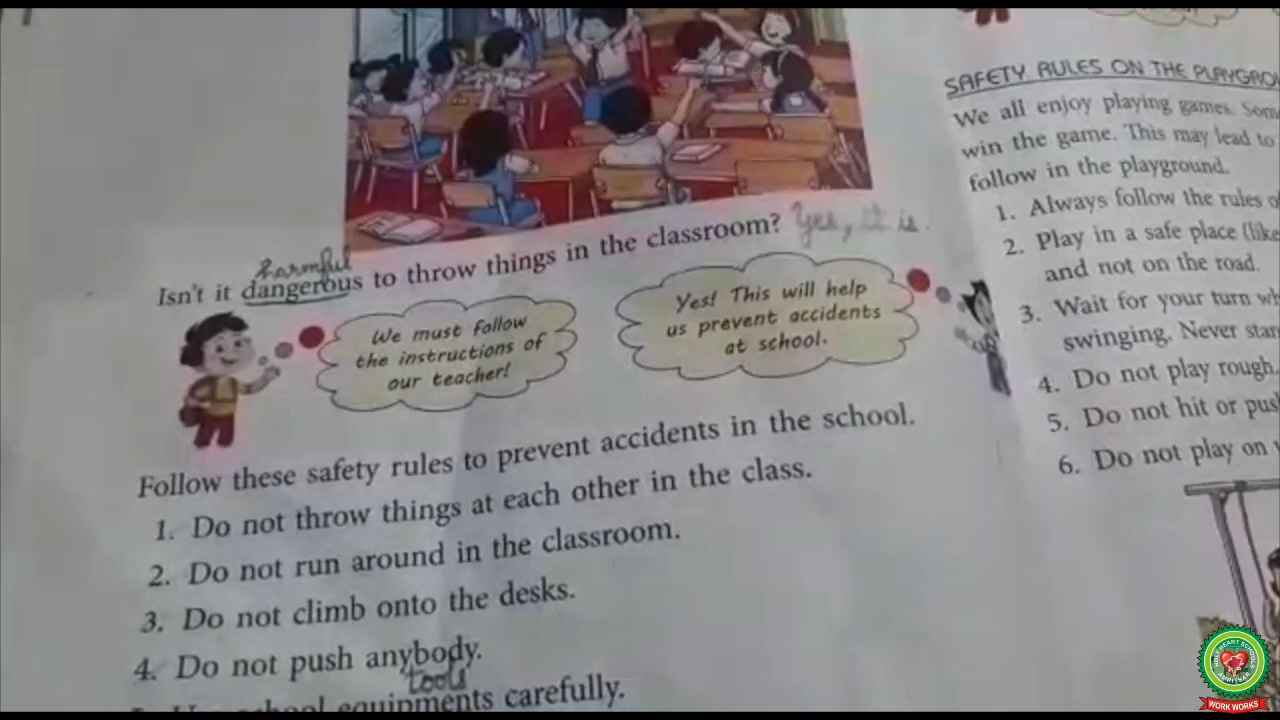 harmful
Isn't it dangerous to throw things in the classroom? Yes, it is.
We must follow
the instructions of
our teacher!
Yes! This will help
us prevent accidents
at school.
Follow these safety rules to prevent accidents in the school.
1. Do not throw things at each other in the class.
2. Do not run around in the classroom.
3. Do not climb onto the desks.
4. Do not push anybody.
tools
school equipments carefully.
SAFETY RULES ON THE
We all enjoy playing games.
win the game. This may lead to
follow in the playground.
1. Always follow the rules
2. Play in a safe place (like
and not on the road.
3. Wait for your turn
swinging. Never
4. Do not play rough.
5. Do not hit or
6. Do not play on
AMRITSAR
WORK WORKS